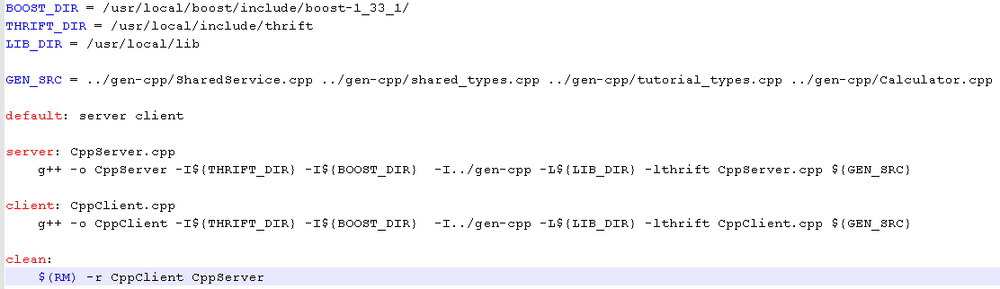 BOOST_DIR = /usr/local/boost/include/boost-1_33_1/
THRIFT_DIR = /usr/local/include/thrift
LIB_DIR = /usr/local/lib
GEN_SRC = ../gen-cpp/SharedService.cpp ../gen-cpp/shared_types.cpp ../gen-cpp/tutorial_types.cpp ../gen-cpp/Calculator.cpp
default: server client
server: CppServer.cpp
g++ -o CppServer -I${THRIFT_DIR} -I${BOOST_DIR}  -I../gen-cpp -L${LIB_DIR} -lthrift CppServer.cpp ${GEN_SRC}
client: CppClient.cpp
g++ -o CppClient -I${THRIFT_DIR} -I${BOOST_DIR}  -I../gen-cpp -L${LIB_DIR} -lthrift CppClient.cpp ${GEN_SRC}
clean:
$(RM) -r CppClient CppServer